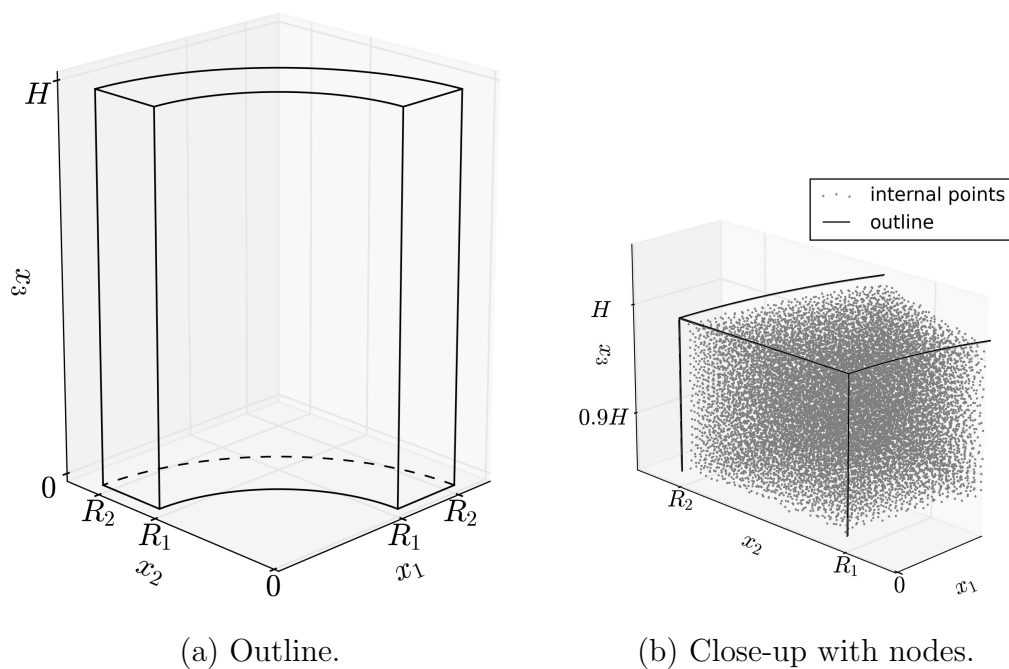 H
x₃
0
R₂
R₁
x₂
0
R₁
R₂
x₁
(a) Outline.
internal points
outline
H
x₃
0.9H
R₂
x₂
R₁
0
x₁
(b) Close-up with nodes.